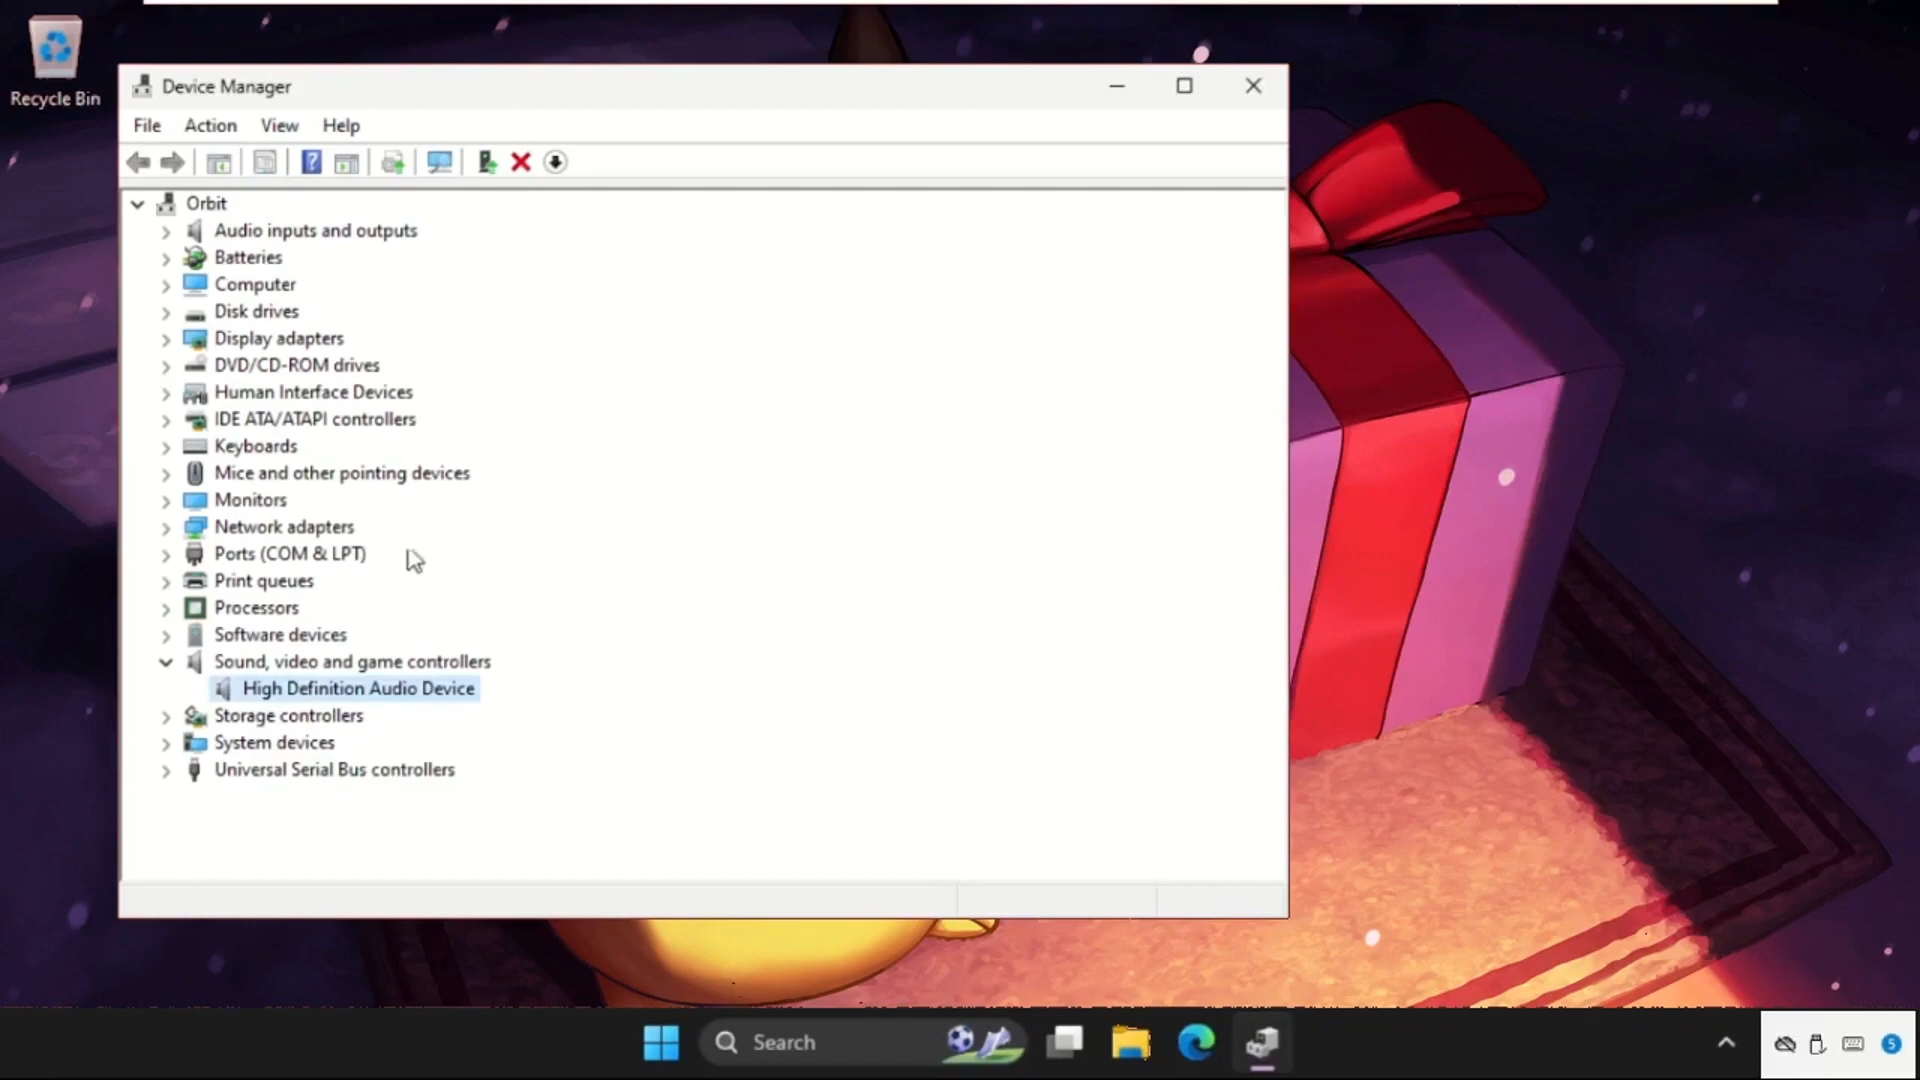 Recycle Bin
Device Manager
File Action View Help
Orbit
Audio inputs and outputs
Batteries
Computer
Disk drives
Display adapters
DVD/CD-ROM drives
Human Interface Devices
IDE ATA/ATAPI controllers
Keyboards
Mice and other pointing devices
Monitors
Network adapters
Ports (COM & LPT)
Print queues
Processors
Software devices
Sound, video and game controllers
High Definition Audio Device
Storage controllers
System devices
Universal Serial Bus controllers
Search
5